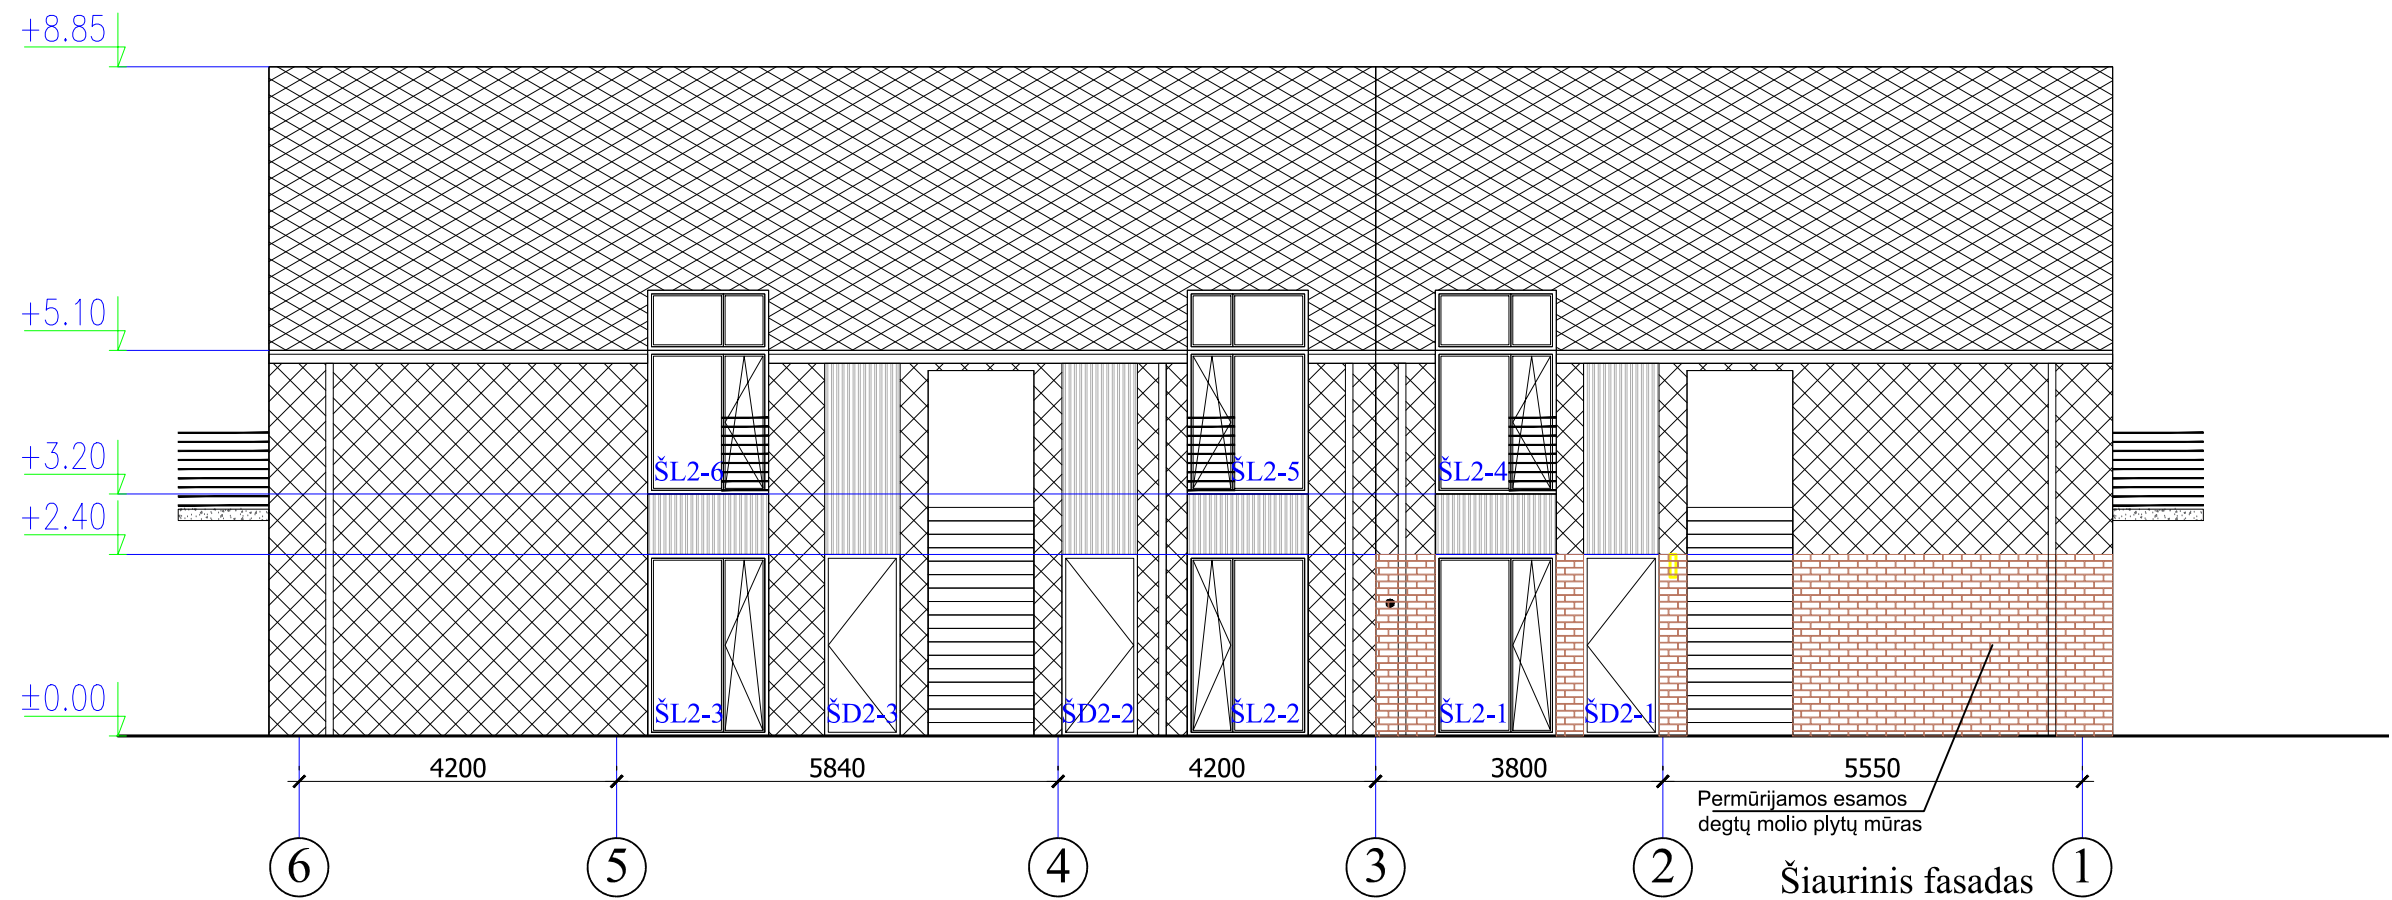 +8.85
+5.10
+3.20
+2.40
±0.00
ŠL2-6
ŠL2-5
ŠL2-4
ŠL2-3
ŠD2-3
ŠD2-2
ŠL2-2
ŠL2-1
ŠD2-1
4200
5840
4200
3800
5550
Permūrijamos esamos
degtų molio plytų mūras
6
5
4
3
2
1
Šiaurinis fasadas